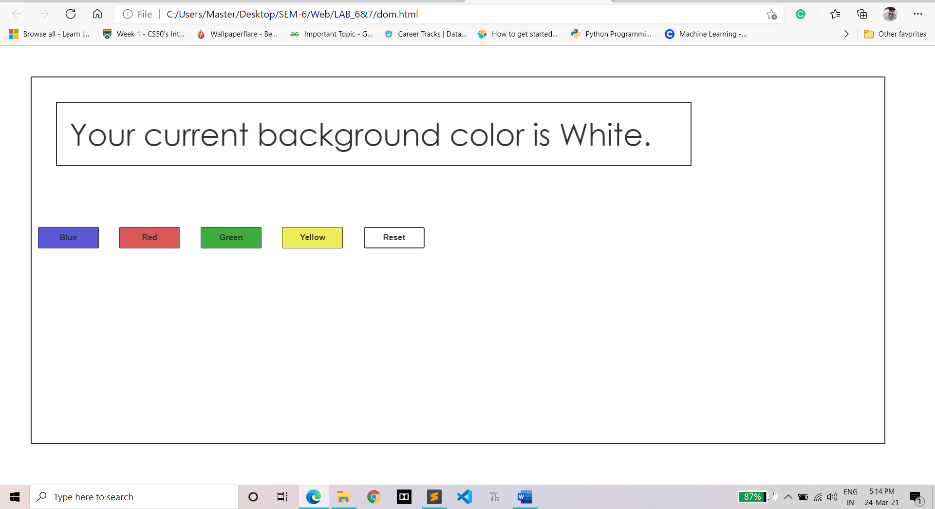 File | C:/Users/Master/Desktop/SEM-6/Web/LAB_6&7/dom.html
Browse all - Learn |... Week 1 - CS50's Int... Wallpaperflare - Be... Important Topic - G... Career Tracks | Data... How to get started... Python Programmi... Machine Learning -... Other favorites
Your current background color is White.
Blue Red Green Yellow Reset
Type here to search 87% ENG 5:14 PM
IN 24-Mar-21 1